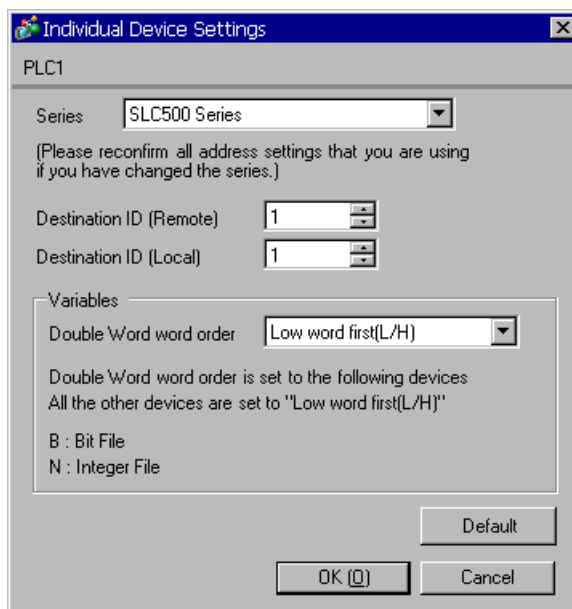 Individual Device Settings
PLC1
Series SLC500 Series
(Please reconfirm all address settings that you are using
if you have changed the series.)
Destination ID (Remote) 1
Destination ID (Local) 1
Variables
Double Word word order Low word first(L/H)
Double Word word order is set to the following devices
All the other devices are set to "Low word first(L/H)"
B : Bit File
N : Integer File
Default
OK (O) Cancel